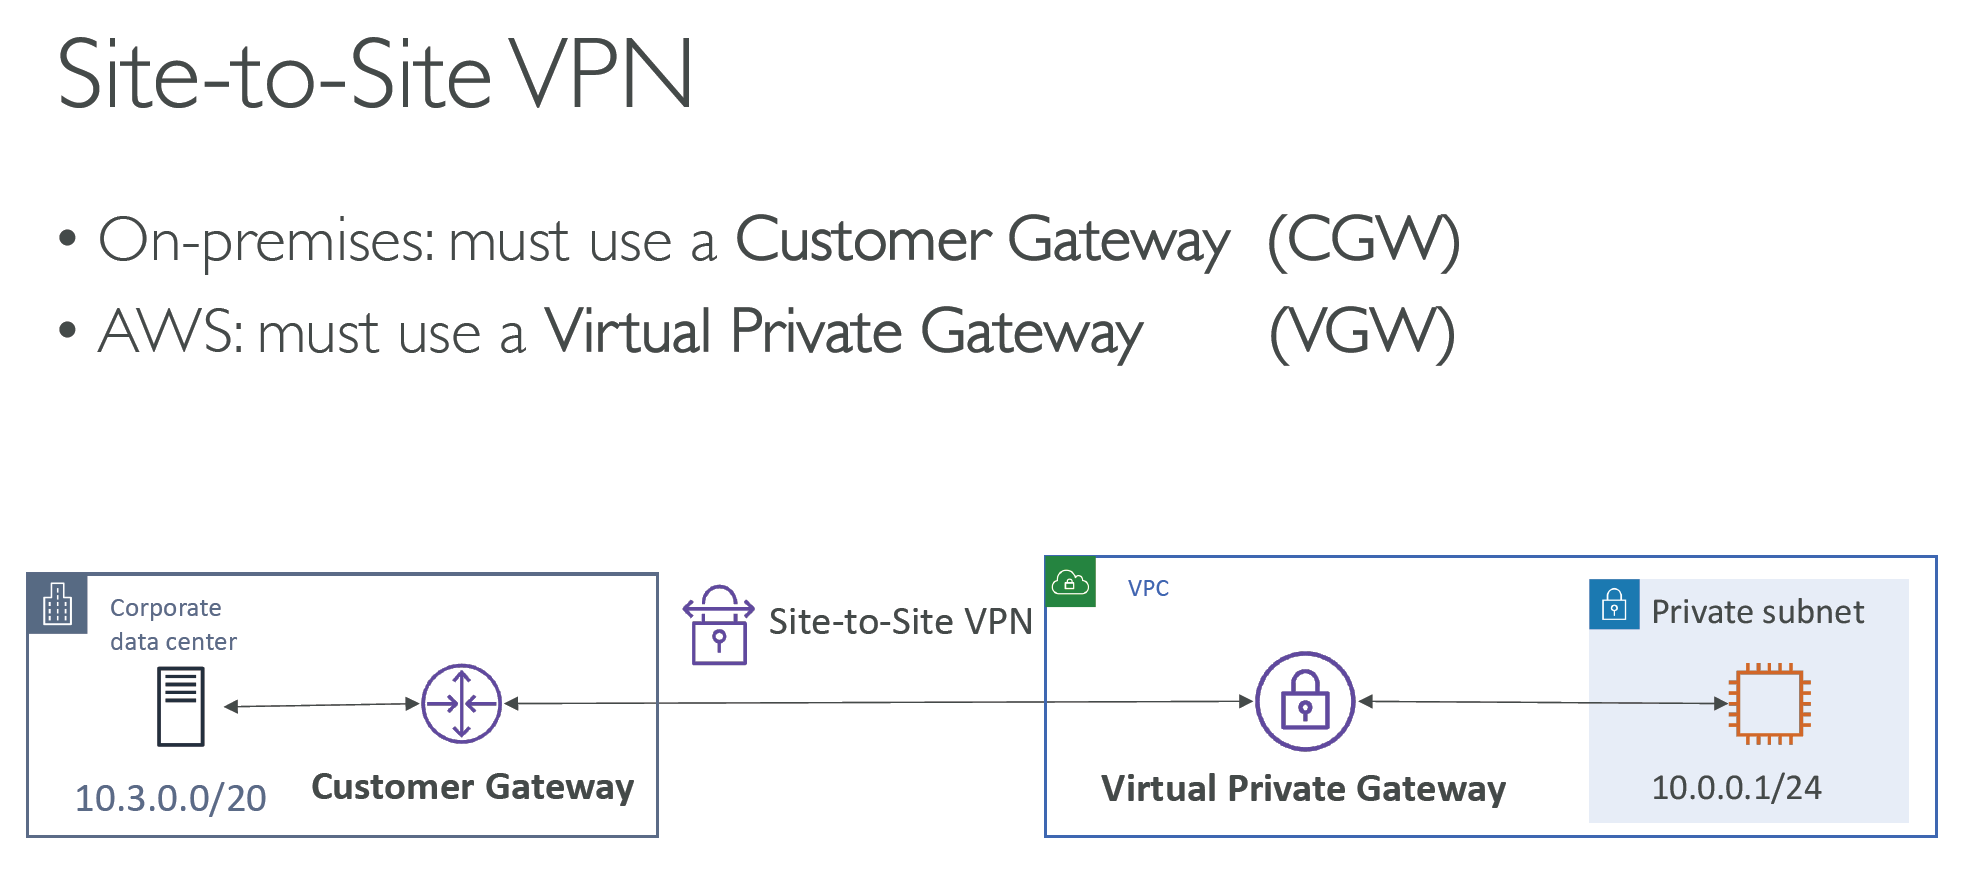 Site-to-Site VPN
• On-premises: must use a Customer Gateway (CGW)
• AWS: must use a Virtual Private Gateway (VGW)
Corporate
data center
10.3.0.0/20
Customer Gateway
Site-to-Site VPN
VPC
Virtual Private Gateway
Private subnet
10.0.0.1/24